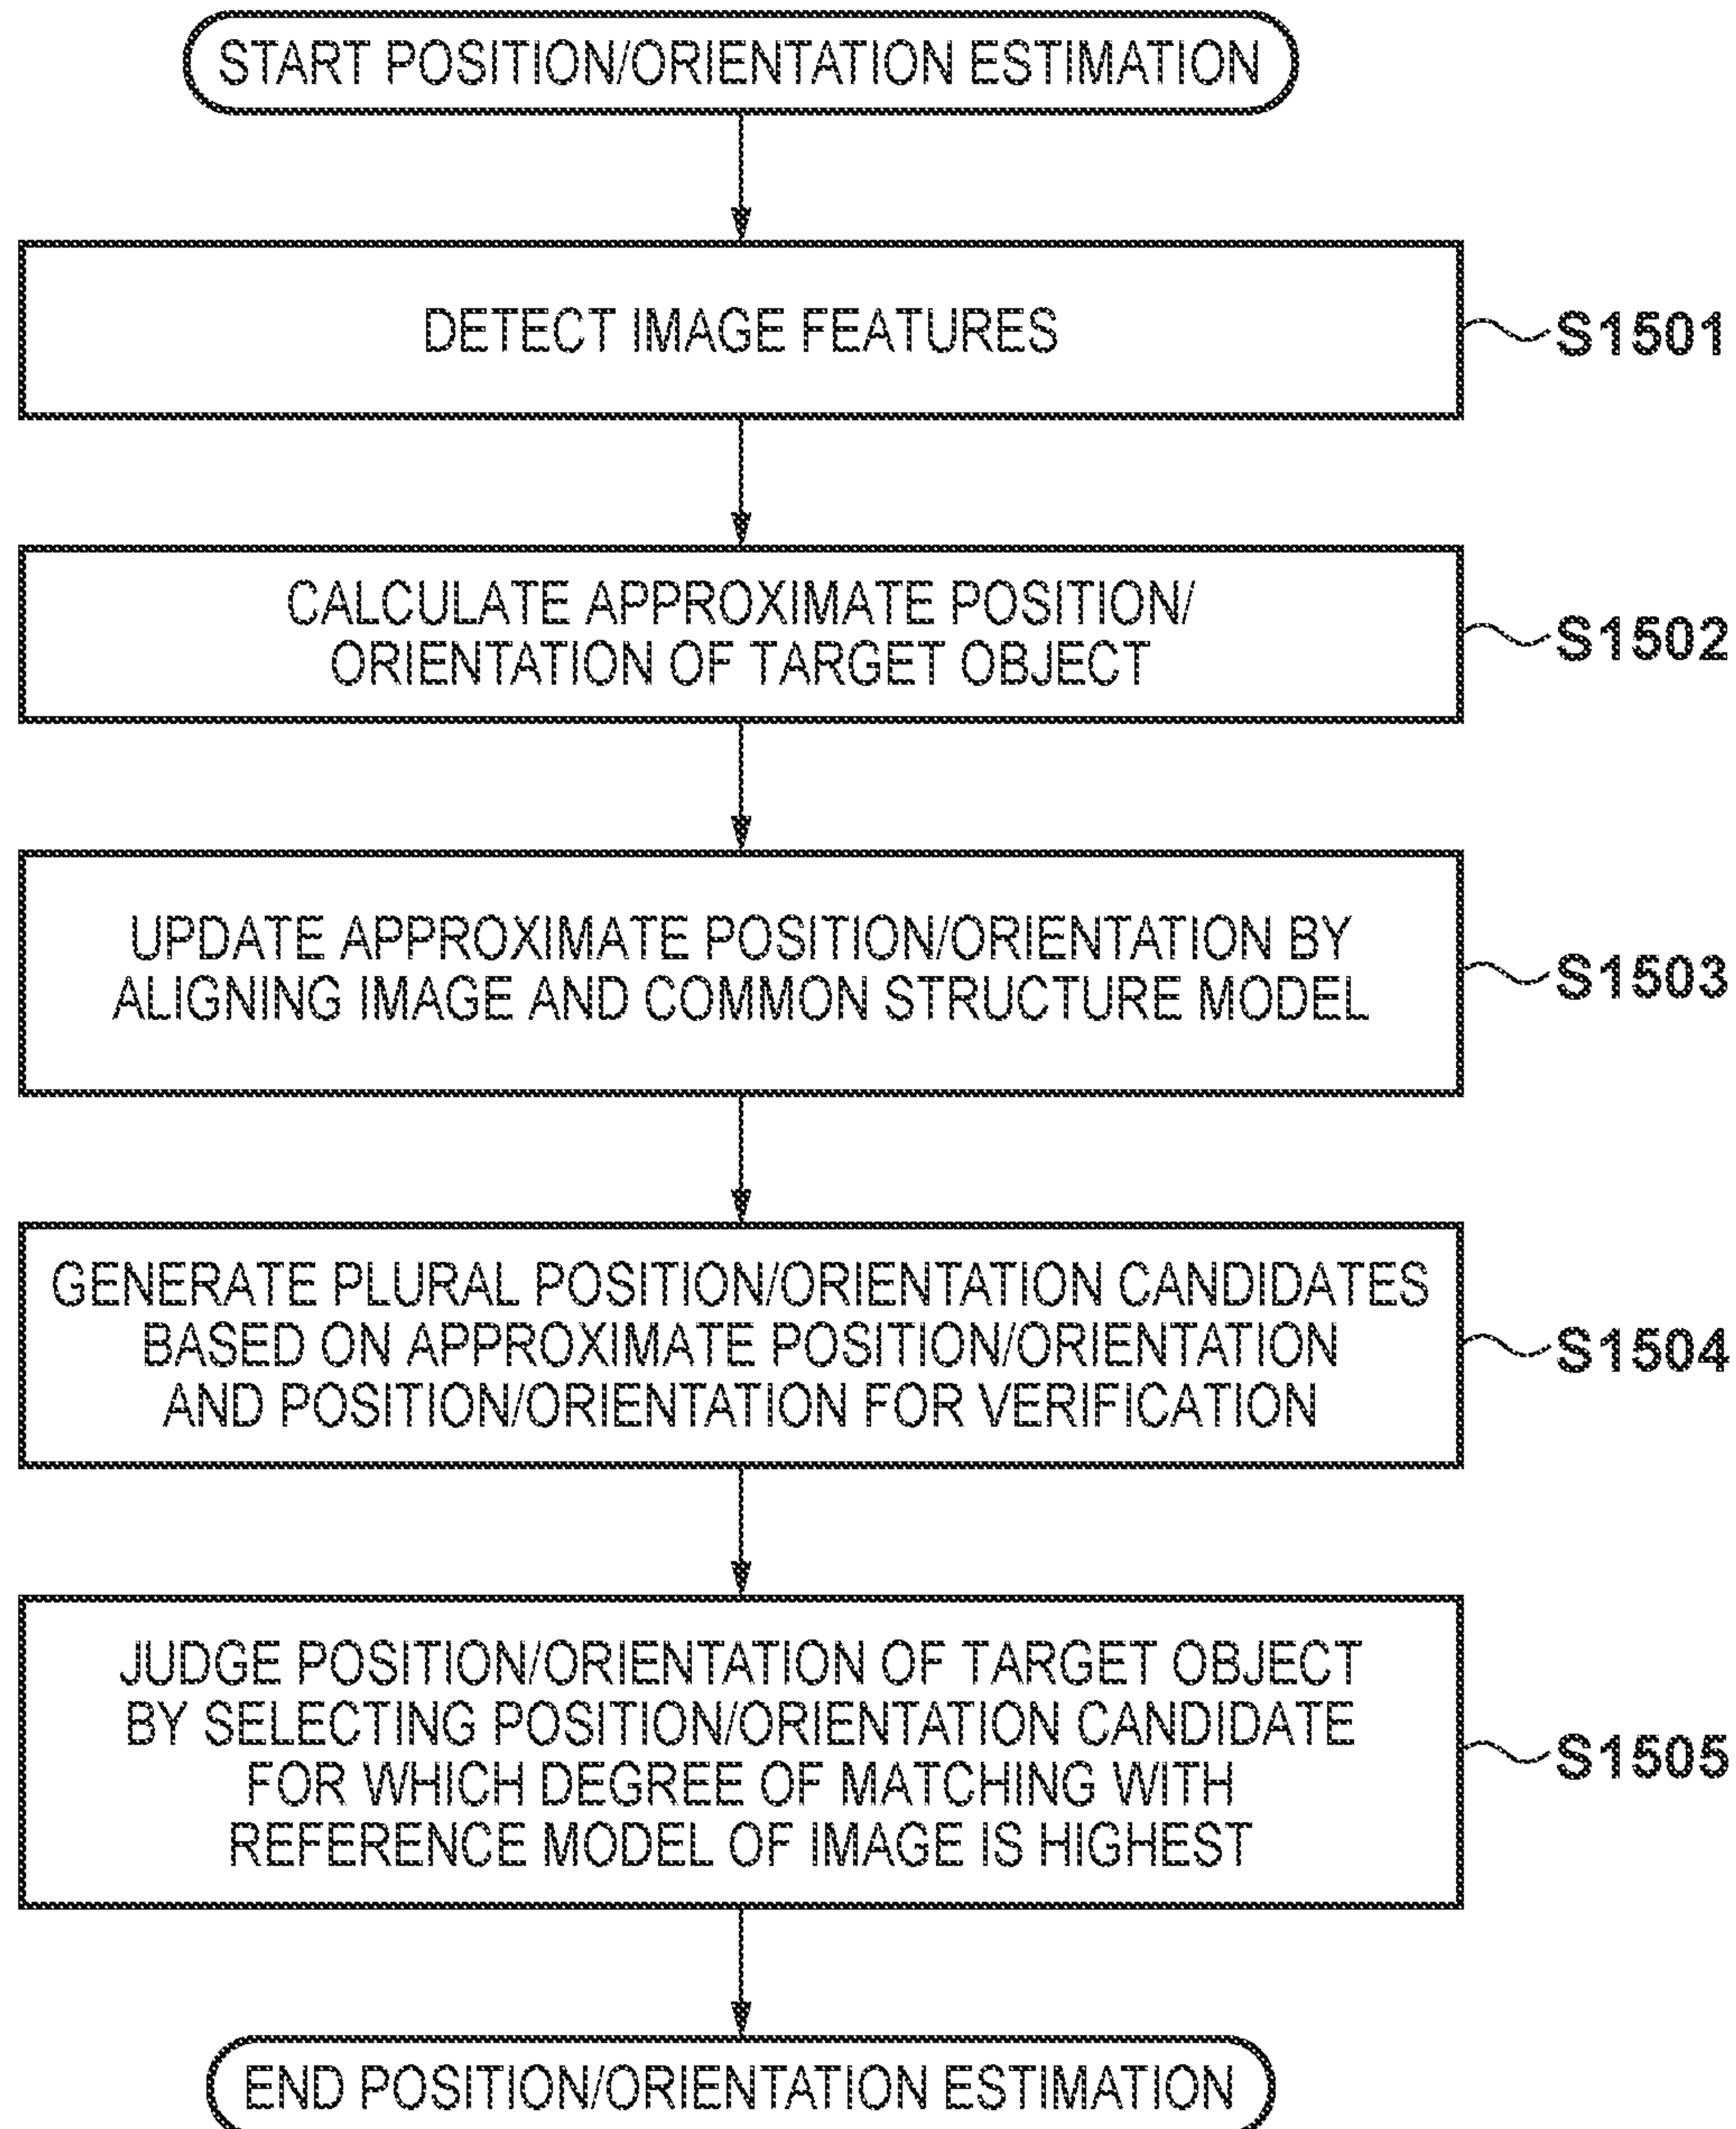 START POSITION/ORIENTATION ESTIMATION
DETECT IMAGE FEATURES
S1501
CALCULATE APPROXIMATE POSITION/
ORIENTATION OF TARGET OBJECT
S1502
UPDATE APPROXIMATE POSITION/ORIENTATION BY
ALIGNING IMAGE AND COMMON STRUCTURE MODEL
S1503
GENERATE PLURAL POSITION/ORIENTATION CANDIDATES
BASED ON APPROXIMATE POSITION/ORIENTATION
AND POSITION/ORIENTATION FOR VERIFICATION
S1504
JUDGE POSITION/ORIENTATION OF TARGET OBJECT
BY SELECTING POSITION/ORIENTATION CANDIDATE
FOR WHICH DEGREE OF MATCHING WITH
REFERENCE MODEL OF IMAGE IS HIGHEST
S1505
END POSITION/ORIENTATION ESTIMATION